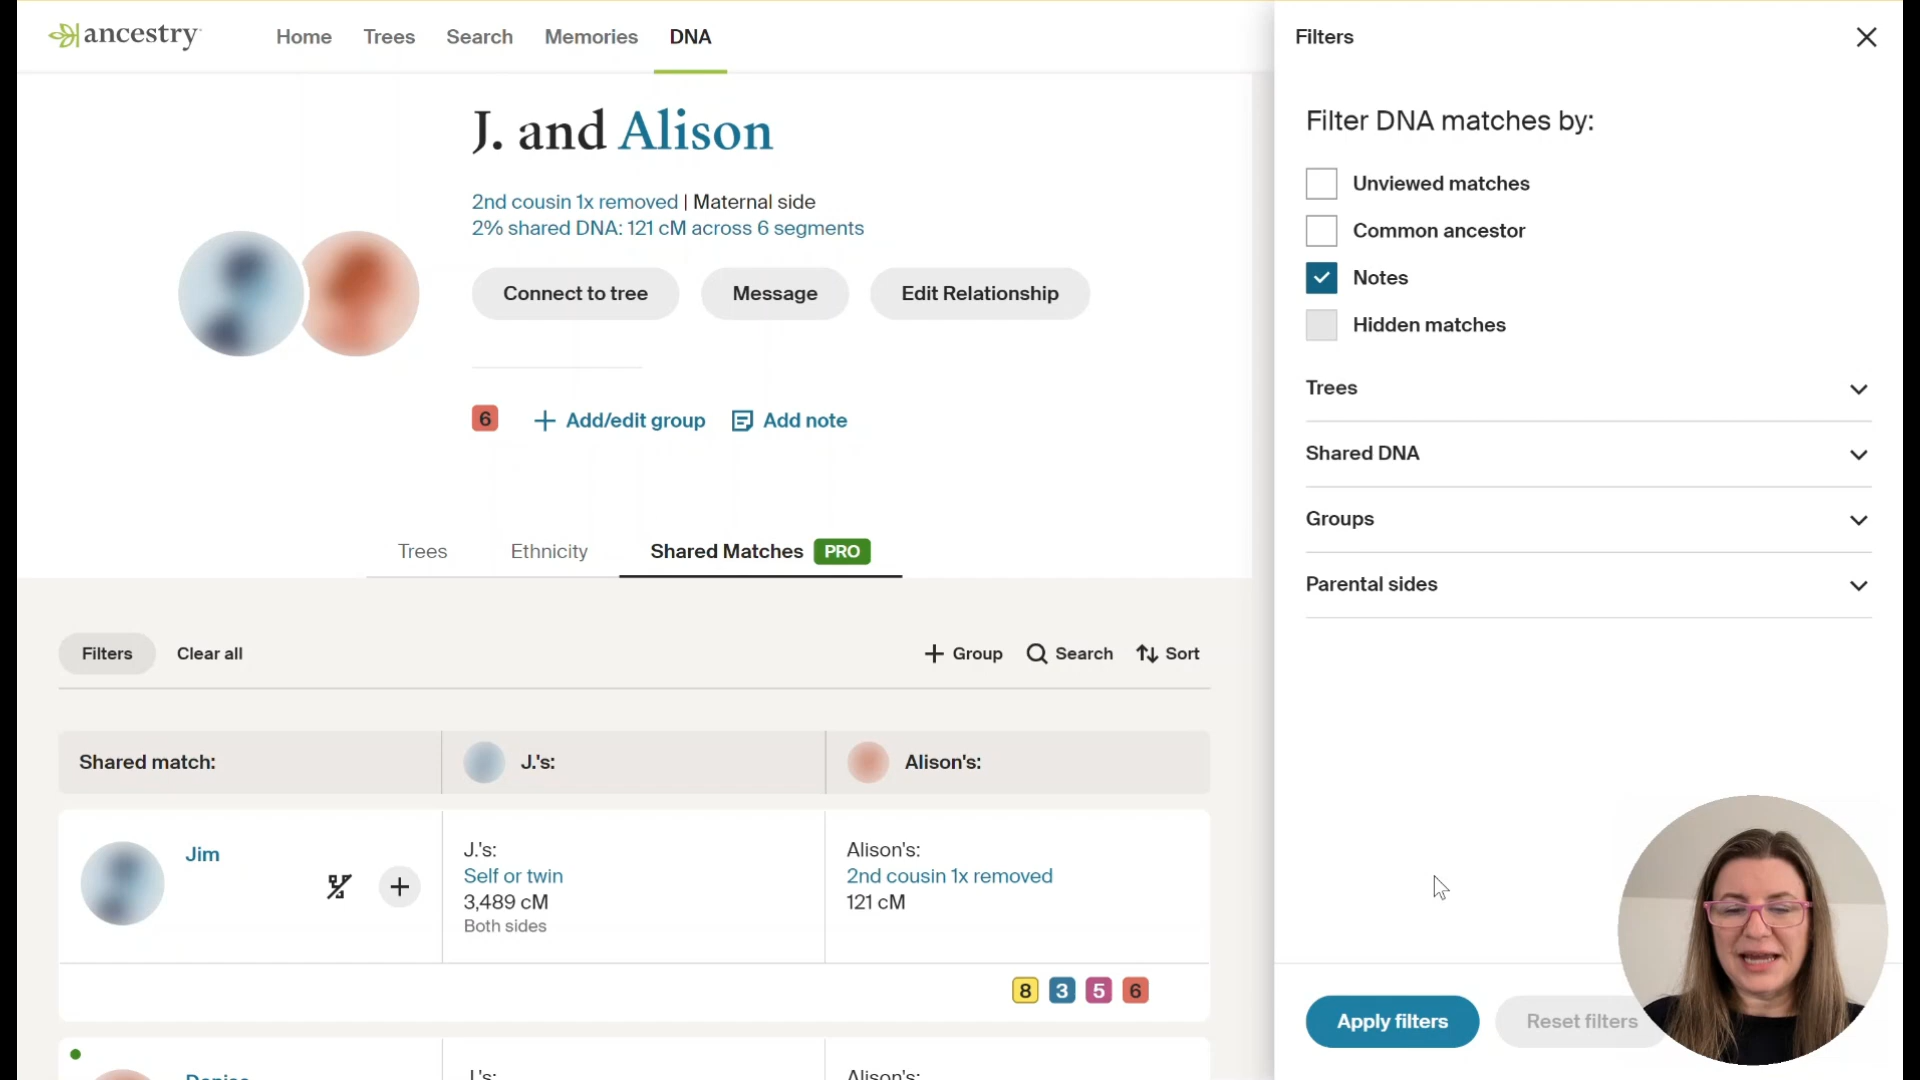 ancestry
Home Trees Search Memories DNA
J. and Alison
2nd cousin 1x removed | Maternal side
2% shared DNA: 121 cM across 6 segments
Connect to tree Message Edit Relationship
6 Add/edit group Add note
Trees Ethnicity Shared Matches PRO
Filters Clear all Group Search Sort
Shared match: J.'s: Alison's:
Jim
J.'s:
Self or twin
3,489 cM
Both sides
Alison's:
2nd cousin 1x removed
121 cM
8 3 5 6
Denise J.'s: Alison's:
Filters
Filter DNA matches by:
Unviewed matches
Common ancestor
Notes
Hidden matches
Trees
Shared DNA
Groups
Parental sides
Apply filters Reset filters